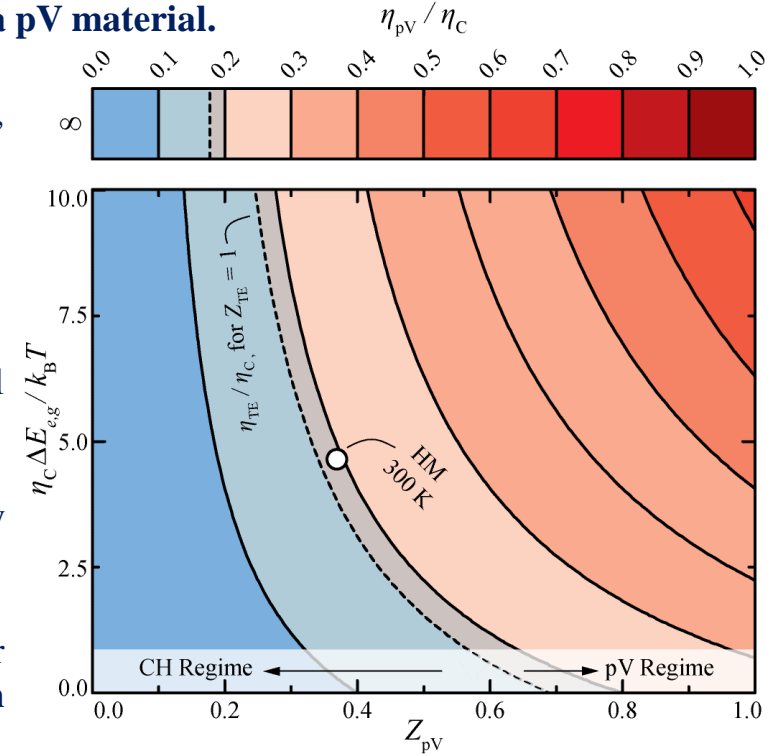 a pV material.
η_pV / η_C
0.0 0.1 0.2 0.3 0.4 0.5 0.6 0.7 0.8 0.9 1.0
∞
10.0
7.5
5.0
2.5
0.0
η_C ΔE_e,g / k_B T
η_TE / η_C, for Z_TE = 1
HM
300 K
CH Regime
pV Regime
0.0 0.2 0.4 0.6 0.8 1.0
Z_pV